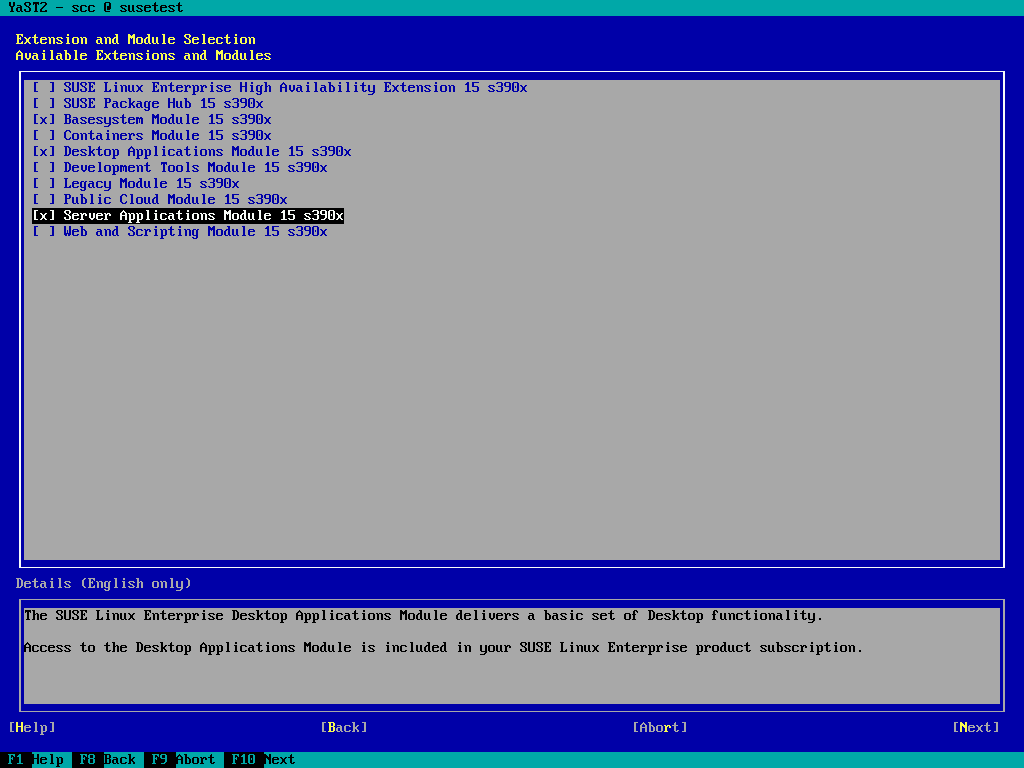 YaST2 - scc @ susetest
Extension and Module Selection
Available Extensions and Modules
[ ] SUSE Linux Enterprise High Availability Extension 15 s390x
[ ] SUSE Package Hub 15 s390x
[x] Basesystem Module 15 s390x
[ ] Containers Module 15 s390x
[x] Desktop Applications Module 15 s390x
[ ] Development Tools Module 15 s390x
[ ] Legacy Module 15 s390x
[ ] Public Cloud Module 15 s390x
[x] Server Applications Module 15 s390x
[ ] Web and Scripting Module 15 s390x
Details (English only)
The SUSE Linux Enterprise Desktop Applications Module delivers a basic set of Desktop functionality.
Access to the Desktop Applications Module is included in your SUSE Linux Enterprise product subscription.
[Help] [Back] [Abort] [Next]
F1 Help F8 Back F9 Abort F10 Next